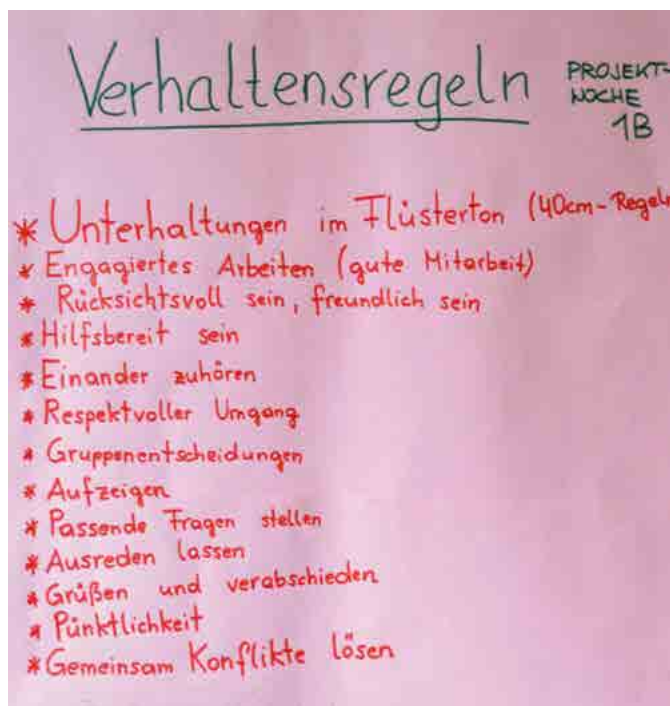 Verhaltensregeln
PROJEKT-
WOCHE
1B
* Unterhaltungen im Flüsterton (40cm-Regel)
* Engagiertes Arbeiten (gute Mitarbeit)
* Rücksichtsvoll sein, freundlich sein
* Hilfsbereit sein
* Einander zuhören
* Respektvoller Umgang
* Gruppenentscheidungen
* Aufzeigen
* Passende Fragen stellen
* Ausreden lassen
* Grüßen und verabschieden
* Pünktlichkeit
* Gemeinsam Konflikte lösen